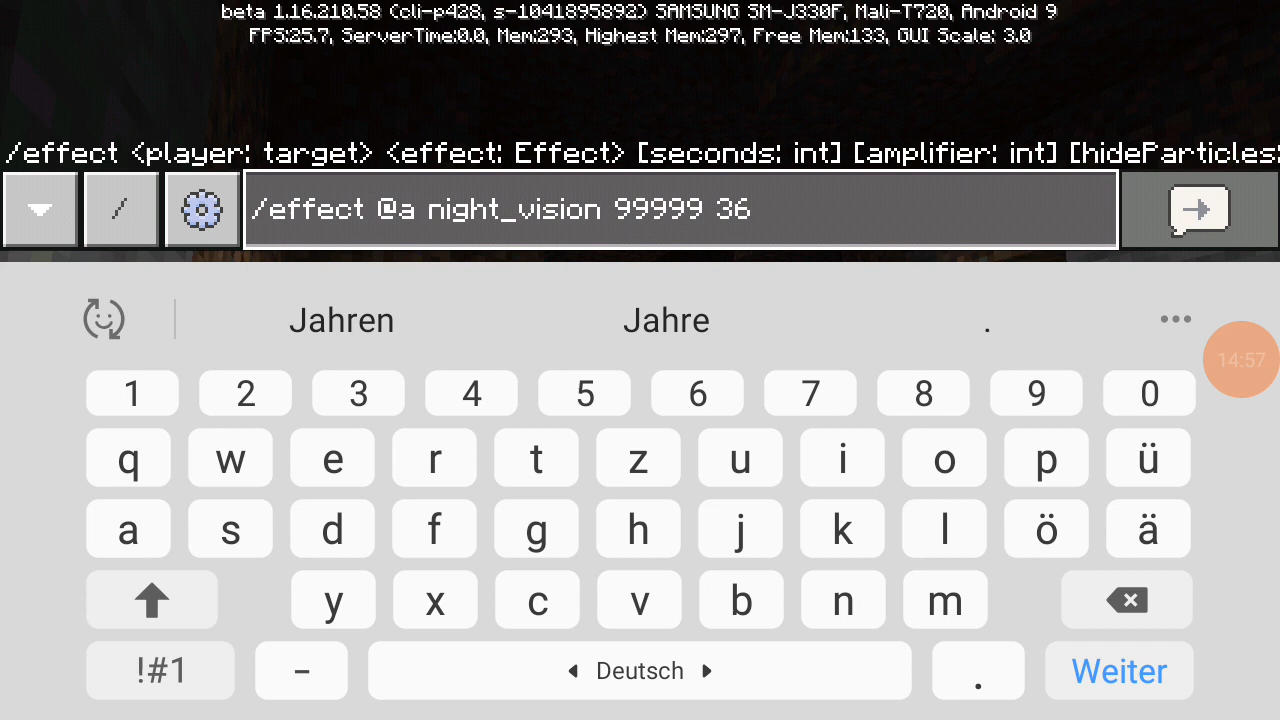 beta 1.16.210.58 (cli-p428, s-1041895892) SAMSUNG SM-J330F, Mali-T720, Android 9
FPS:25.7, ServerTime:0.0, Mem:293, Highest Mem:297, Free Mem:133, GUI Scale: 3.0
/effect <player: target> <effect: Effect> [seconds: int] [amplifier: int] [hideParticles:
/ /effect @a night_vision 99999 36
Jahren Jahre .
14:57
1 2 3 4 5 6 7 8 9 0
q w e r t z u i o p ü
a s d f g h j k l ö ä
y x c v b n m
!#1 - Deutsch . Weiter